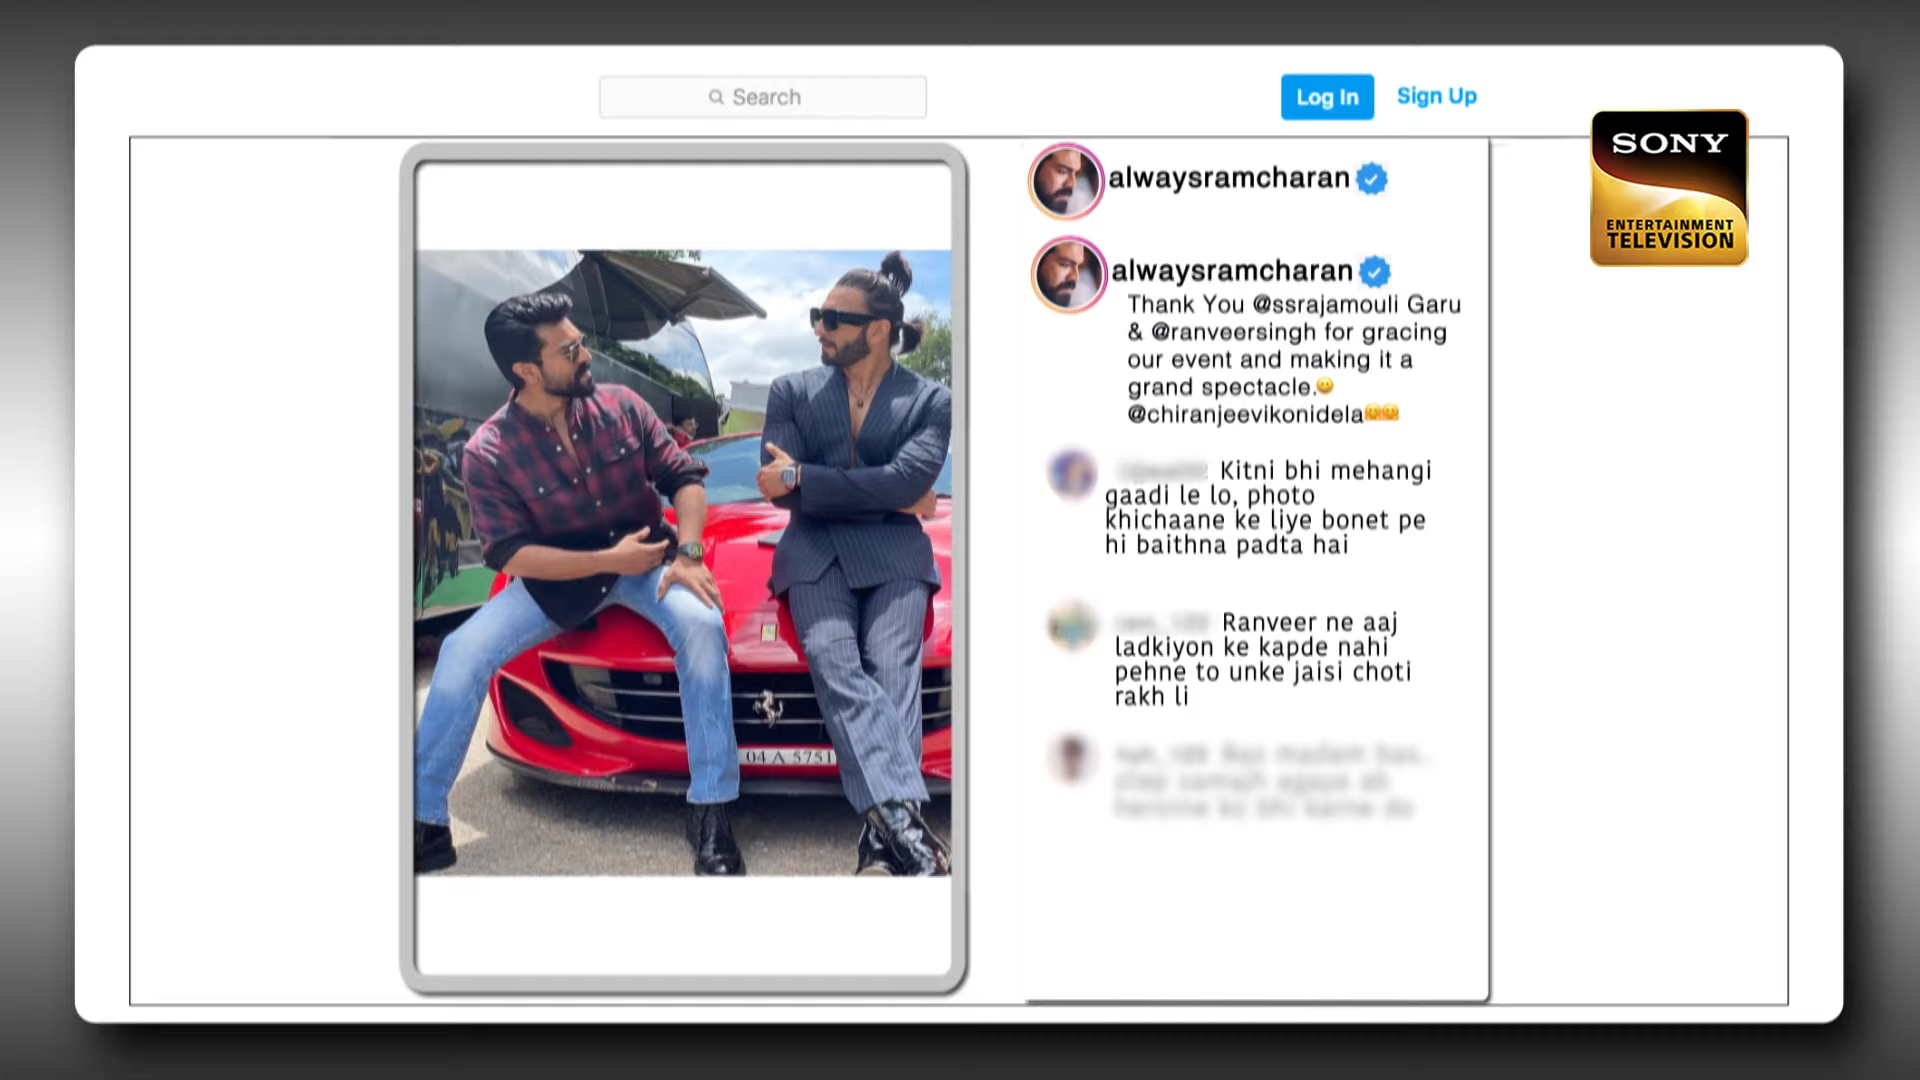 Search
Log In
Sign Up
SONY
ENTERTAINMENT
TELEVISION
alwaysramcharan
alwaysramcharan
Thank You @ssrajamouli Garu
& @ranveersingh for gracing
our event and making it a
grand spectacle.😀
@chiranjeevikonidela🤗🤗
Kitni bhi mehangi
gaadi le lo, photo
khichaane ke liye bonet pe
hi baithna padta hai
Ranveer ne aaj
ladkiyon ke kapde nahi
pehne to unke jaisi choti
rakh li
04 A 5751